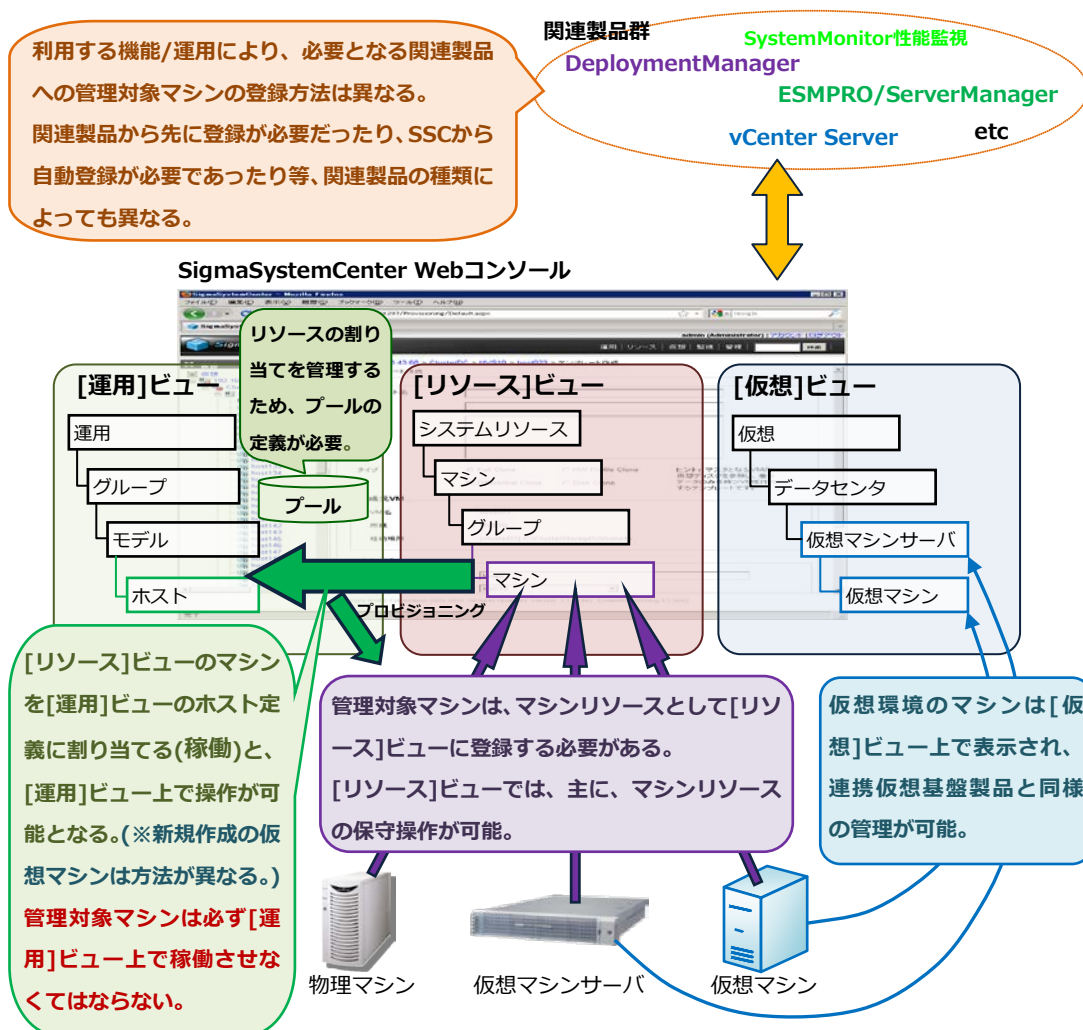 関連製品群
SystemMonitor性能監視
DeploymentManager
ESMPRO/ServerManager
vCenter Server
etc
利用する機能/運用により、必要となる関連製品
への管理対象マシンの登録方法は異なる。
関連製品から先に登録が必要だったり、SSCから
自動登録が必要であったり等、関連製品の種類に
よっても異なる。
SigmaSystemCenter Webコンソール
リソースの割り
当てを管理する
ため、プールの
定義が必要。
プール
[運用]ビュー
運用
グループ
モデル
ホスト
[リソース]ビュー
システムリソース
マシン
グループ
マシン
[仮想]ビュー
仮想
データセンタ
仮想マシンサーバ
仮想マシン
プロビジョニング
[リソース]ビューのマシン
を[運用]ビューのホスト定
義に割り当てる(稼働)と、
[運用]ビュー上で操作が可
能となる。(※新規作成の仮
想マシンは方法が異なる。)
管理対象マシンは必ず[運
用]ビュー上で稼働させな
くてはならない。
管理対象マシンは、マシンリソースとして[リソ
ース]ビューに登録する必要がある。
[リソース]ビューでは、主に、マシンリソース
の保守操作が可能。
仮想環境のマシンは[仮
想]ビュー上で表示され、
連携仮想基盤製品と同様
の管理が可能。
物理マシン
仮想マシンサーバ
仮想マシン